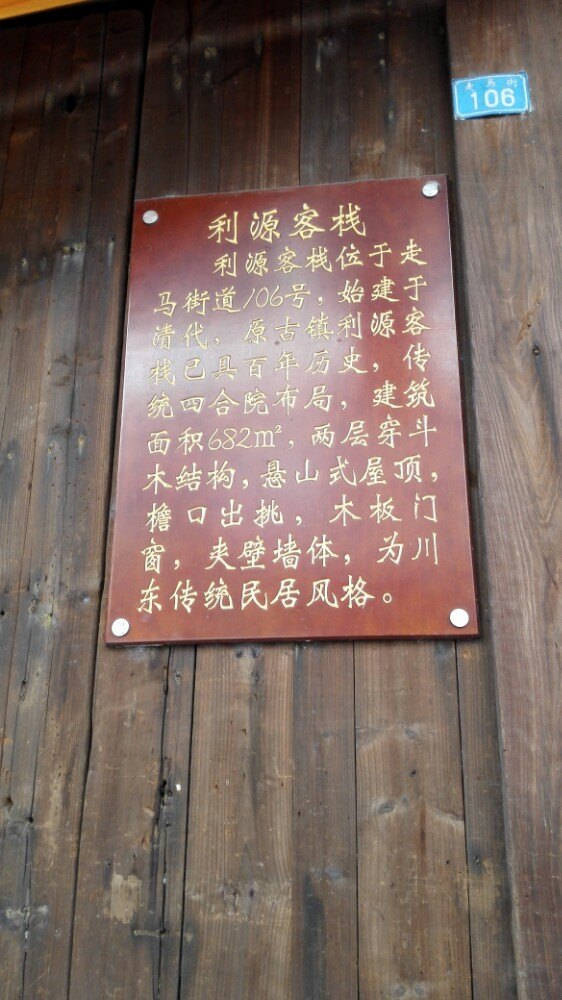 利源客栈
利源客栈位于走
马街道106号，始建于
清代，原古镇利源客
栈已具百年历史，传
统四合院布局，建筑
面积682m²，两层穿斗
木结构，悬山式屋顶，
檐口出挑，木板门
窗，夹壁墙体，为川
东传统民居风格。
走马街
106